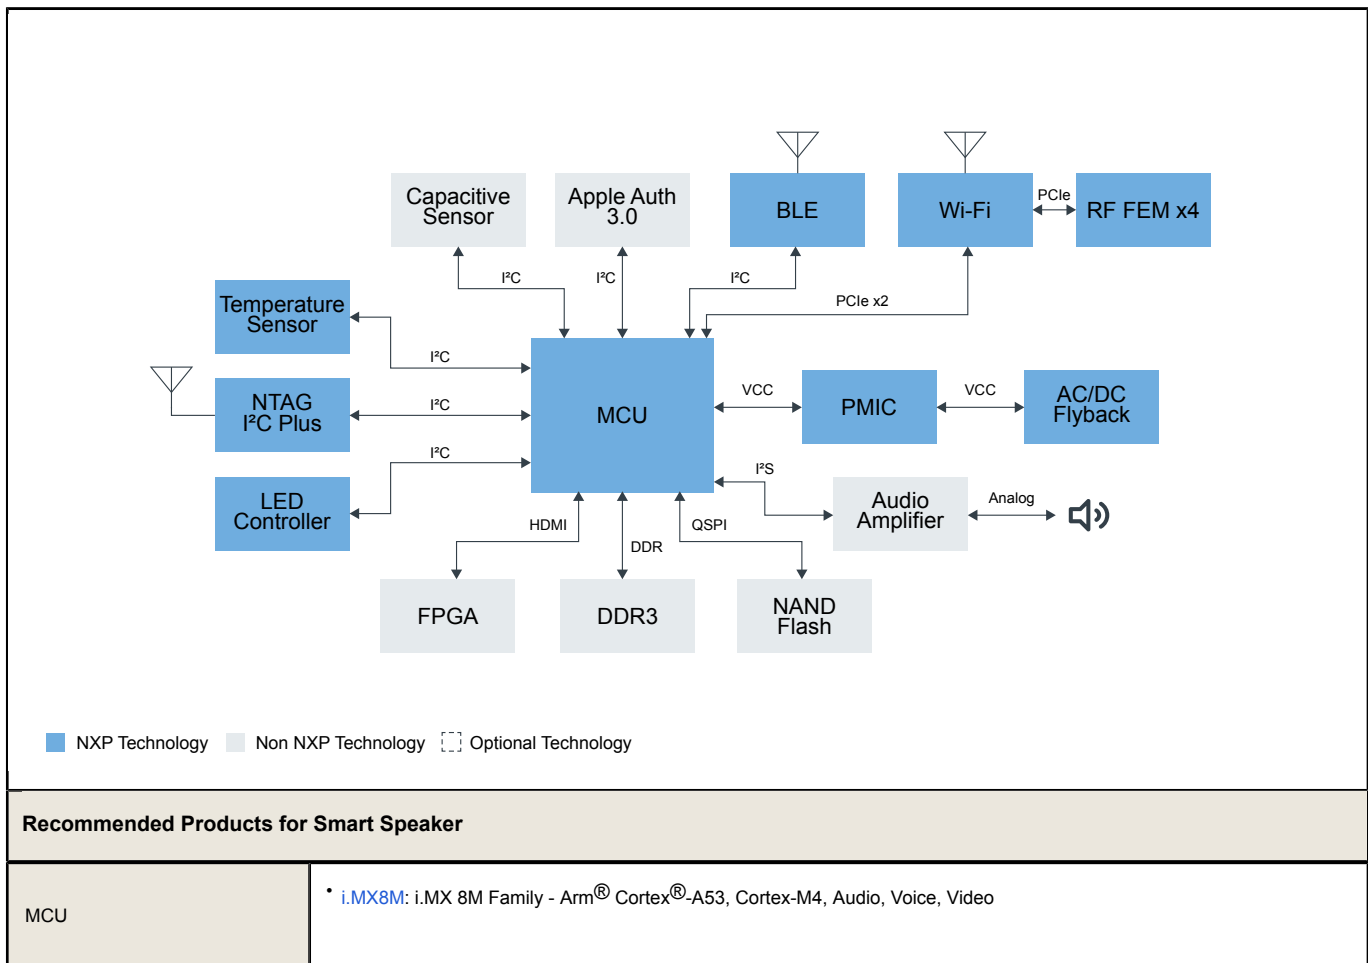 Capacitive
Sensor
Apple Auth
3.0
BLE
Wi-Fi
PCIe
RF FEM x4
I²C
I²C
I²C
PCIe x2
Temperature
Sensor
I²C
NTAG
I²C Plus
I²C
MCU
VCC
PMIC
VCC
AC/DC
Flyback
I²C
LED
Controller
I²S
Audio
Amplifier
Analog
HDMI
DDR
QSPI
FPGA
DDR3
NAND
Flash
NXP Technology Non NXP Technology Optional Technology
Recommended Products for Smart Speaker
MCU
• i.MX8M: i.MX 8M Family - Arm® Cortex®-A53, Cortex-M4, Audio, Voice, Video